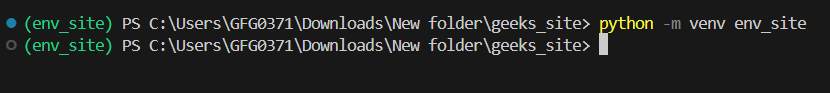 (env_site) PS C:\Users\GFG0371\Downloads\New folder\geeks_site> python -m venv env_site
(env_site) PS C:\Users\GFG0371\Downloads\New folder\geeks_site>